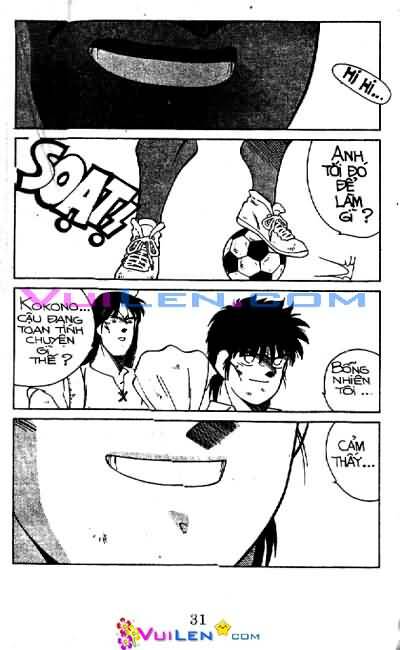 HI HI...
ANH
TỚI ĐÓ
ĐỂ
LÀM
GÌ ?
SOẠT!!
KOKONO...
CẬU ĐANG
TOAN TÍNH
CHUYỆN
GÌ
THẾ ?
VUILEN.COM
BỖNG
NHIÊN
TÔI ...
CẢM
THẤY...
31
VUILEN.COM